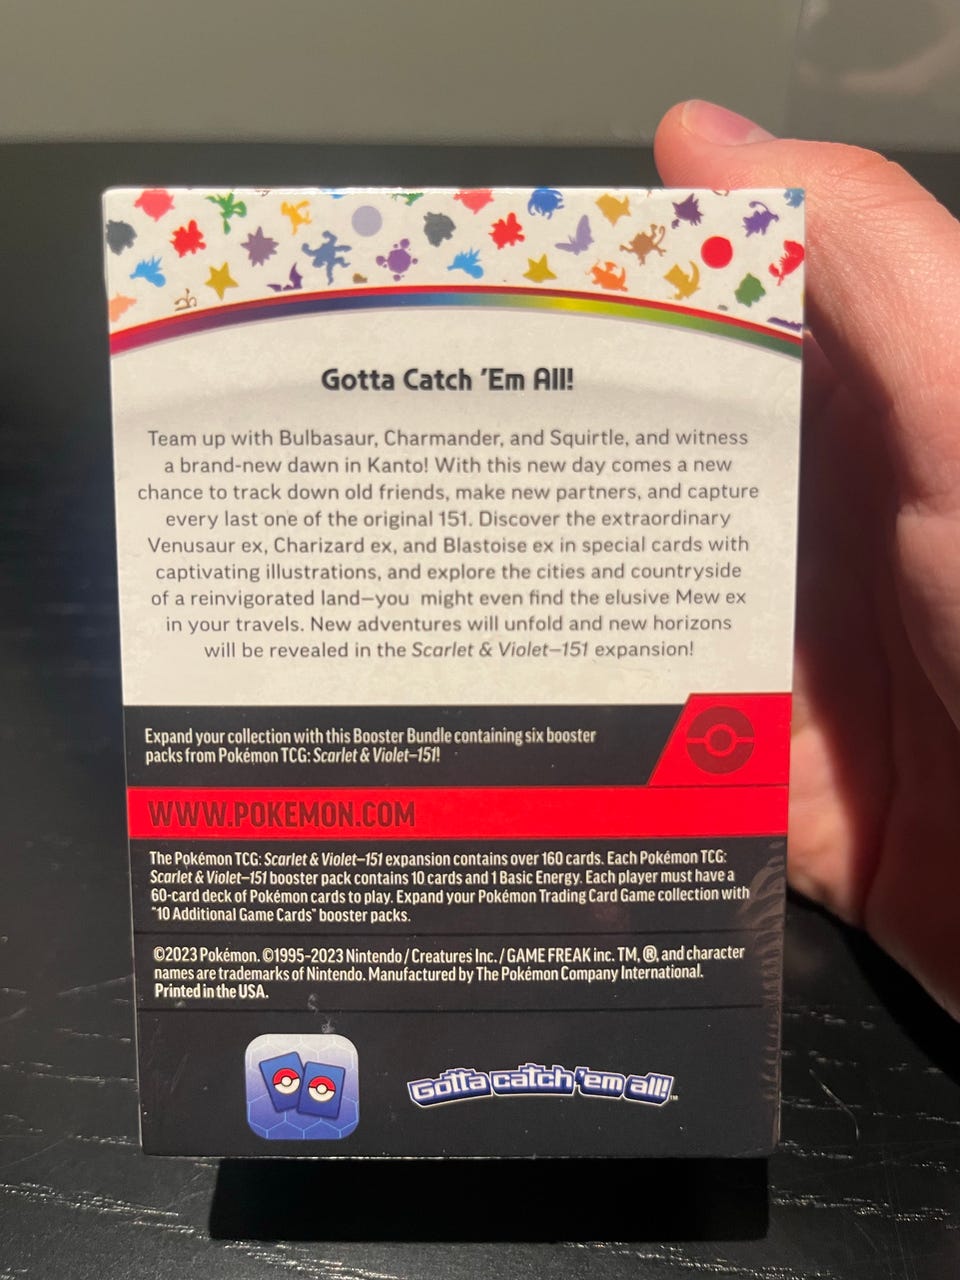 Gotta Catch 'Em All!
Team up with Bulbasaur, Charmander, and Squirtle, and witness
a brand-new dawn in Kanto! With this new day comes a new
chance to track down old friends, make new partners, and capture
every last one of the original 151. Discover the extraordinary
Venusaur ex, Charizard ex, and Blastoise ex in special cards with
captivating illustrations, and explore the cities and countryside
of a reinvigorated land—you might even find the elusive Mew ex
in your travels. New adventures will unfold and new horizons
will be revealed in the Scarlet & Violet—151 expansion!
Expand your collection with this Booster Bundle containing six booster
packs from Pokémon TCG: Scarlet & Violet—151!
WWW.POKEMON.COM
The Pokémon TCG: Scarlet & Violet—151 expansion contains over 160 cards. Each Pokémon TCG:
Scarlet & Violet—151 booster pack contains 10 cards and 1 Basic Energy. Each player must have a
60-card deck of Pokémon cards to play. Expand your Pokémon Trading Card Game collection with
"10 Additional Game Cards" booster packs.
©2023 Pokémon. ©1995–2023 Nintendo / Creatures Inc. / GAME FREAK inc. TM, ®, and character
names are trademarks of Nintendo. Manufactured by The Pokémon Company International.
Printed in the USA.
Gotta catch 'em all!™